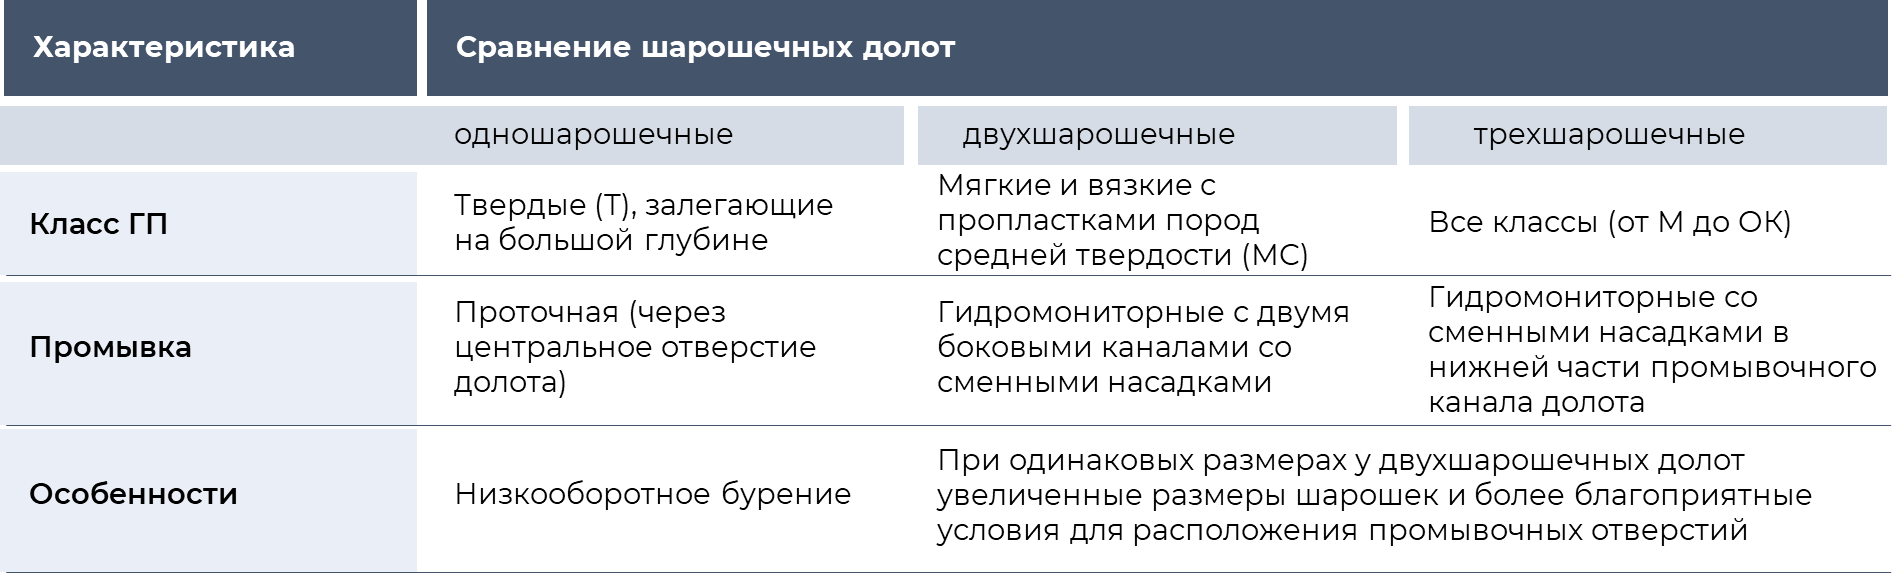 Характеристика
Сравнение шарошечных долот
одношарошечные
двухшарошечные
трехшарошечные
Класс ГП
Твердые (Т), залегающие
на большой глубине
Мягкие и вязкие с
пропластками пород
средней твердости (МС)
Все классы (от М до ОК)
Промывка
Проточная (через
центральное отверстие
долота)
Гидромониторные с двумя
боковыми каналами со
сменными насадками
Гидромониторные со
сменными насадками в
нижней части промывочного
канала долота
Особенности
Низкооборотное бурение
При одинаковых размерах у двухшарошечных долот
увеличенные размеры шарошек и более благоприятные
условия для расположения промывочных отверстий